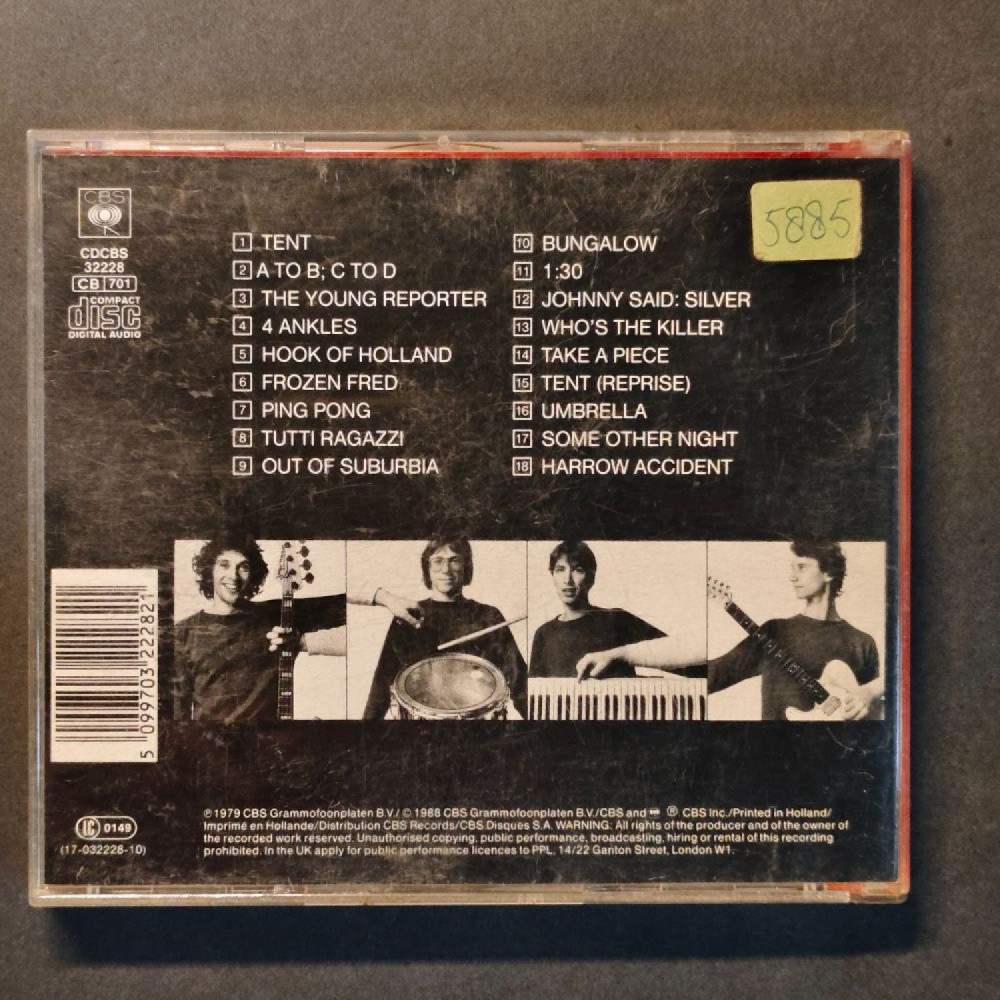 CBS
CDCBS
32228
CB 701
COMPACT
disc
DIGITAL AUDIO
1 TENT
2 A TO B; C TO D
3 THE YOUNG REPORTER
4 4 ANKLES
5 HOOK OF HOLLAND
6 FROZEN FRED
7 PING PONG
8 TUTTI RAGAZZI
9 OUT OF SUBURBIA
10 BUNGALOW
11 1:30
12 JOHNNY SAID: SILVER
13 WHO'S THE KILLER
14 TAKE A PIECE
15 TENT (REPRISE)
16 UMBRELLA
17 SOME OTHER NIGHT
18 HARROW ACCIDENT
5885
5 099703 222821
LC 0149
(17-032228-10)
℗ 1979 CBS Grammofoonplaten B.V./ © 1988 CBS Grammofoonplaten B.V./CBS and ® CBS Inc./Printed in Holland/
Imprimé en Hollande/Distribution CBS Records/CBS Disques S.A. WARNING: All rights of the producer and of the owner of
the recorded work reserved. Unauthorised copying, public performance, broadcasting, hiring or rental of this recording
prohibited. In the UK apply for public performance licences to PPL, 14/22 Ganton Street, London W1.